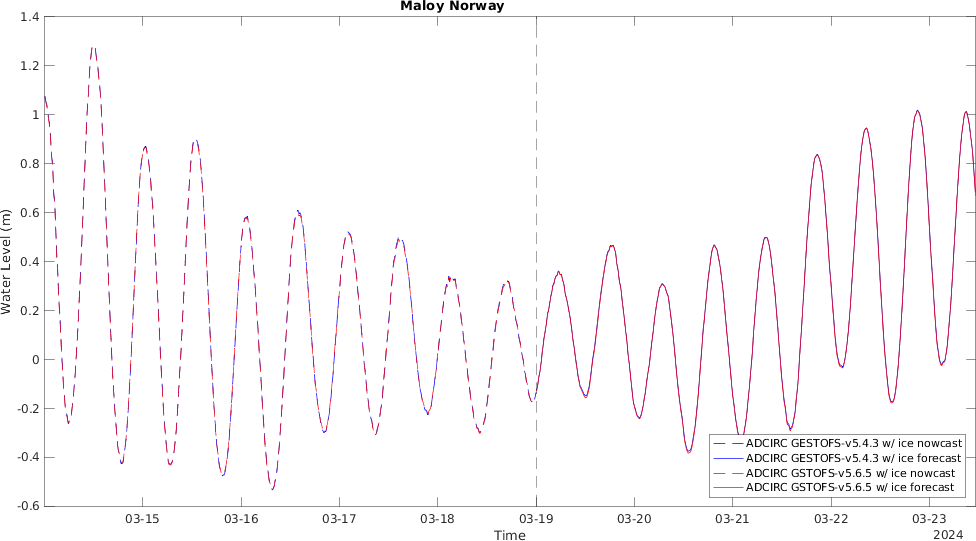 Maloy Norway
1.4
1.2
1
0.8
0.6
0.4
0.2
0
-0.2
-0.4
-0.6
Water Level (m)
03-15 03-16 03-17 03-18 03-19 03-20 03-21 03-22 03-23
Time
2024
ADCIRC GESTOFS-v5.4.3 w/ ice nowcast
ADCIRC GESTOFS-v5.4.3 w/ ice forecast
ADCIRC GSTOFS-v5.6.5 w/ ice nowcast
ADCIRC GSTOFS-v5.6.5 w/ ice forecast